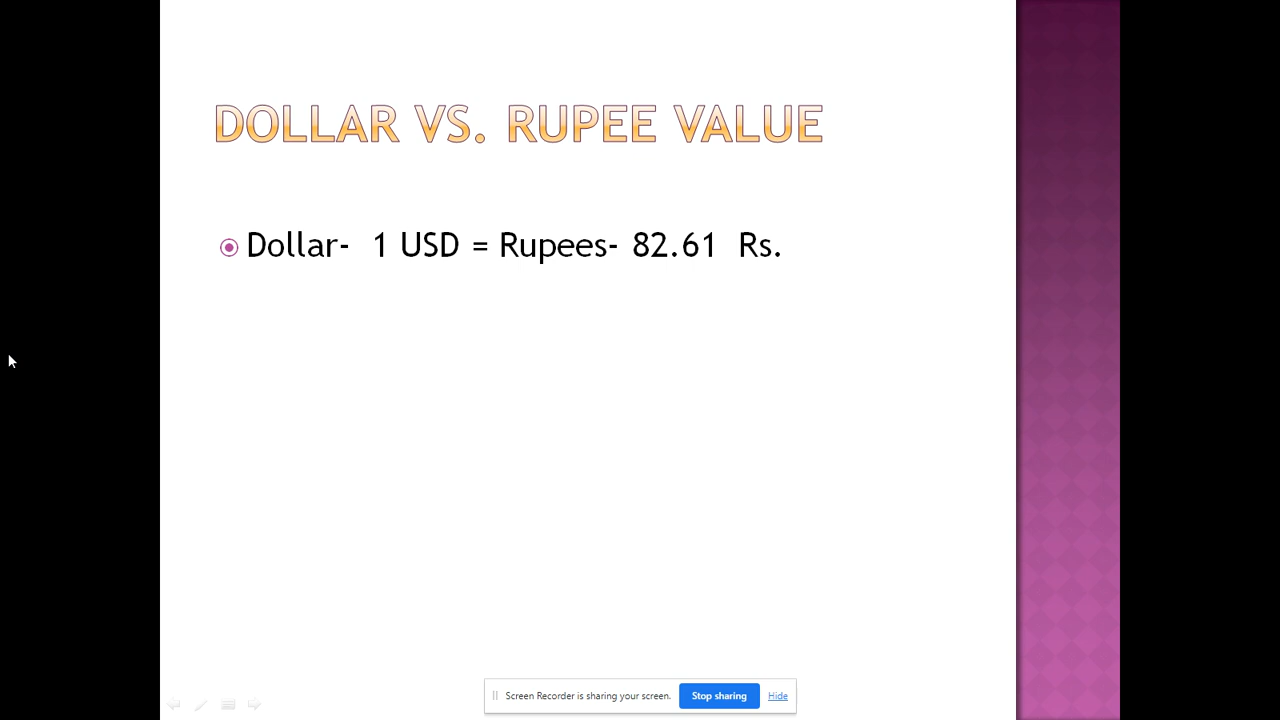 DOLLAR VS. RUPEE VALUE
Dollar- 1 USD = Rupees- 82.61 Rs.
Screen Recorder is sharing your screen. Stop sharing Hide